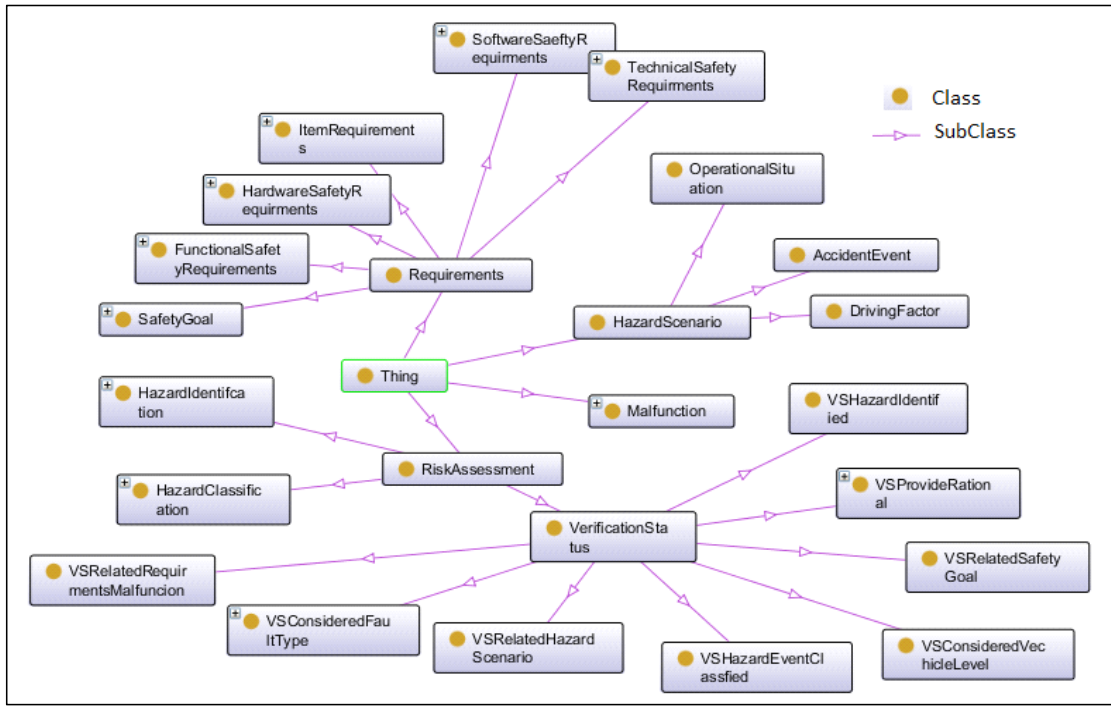 SoftwareSaeftyR
equirments
TechnicalSafety
Requirments
Class
SubClass
ItemRequirement
s
OperationalSitu
ation
HardwareSafetyR
equirments
FunctionalSafet
yRequirements
Requirements
AccidentEvent
SafetyGoal
HazardScenario
DrivingFactor
Thing
HazardIdentifca
tion
Malfunction
VSHazardIdentif
ied
RiskAssessment
HazardClassific
ation
VSProvideRation
al
VerificationSta
tus
VSRelatedRequir
mentsMalfuncion
VSRelatedSafety
Goal
VSConsideredFau
ltType
VSRelatedHazard
Scenario
VSHazardEventCl
assfied
VSConsideredVec
hicleLevel